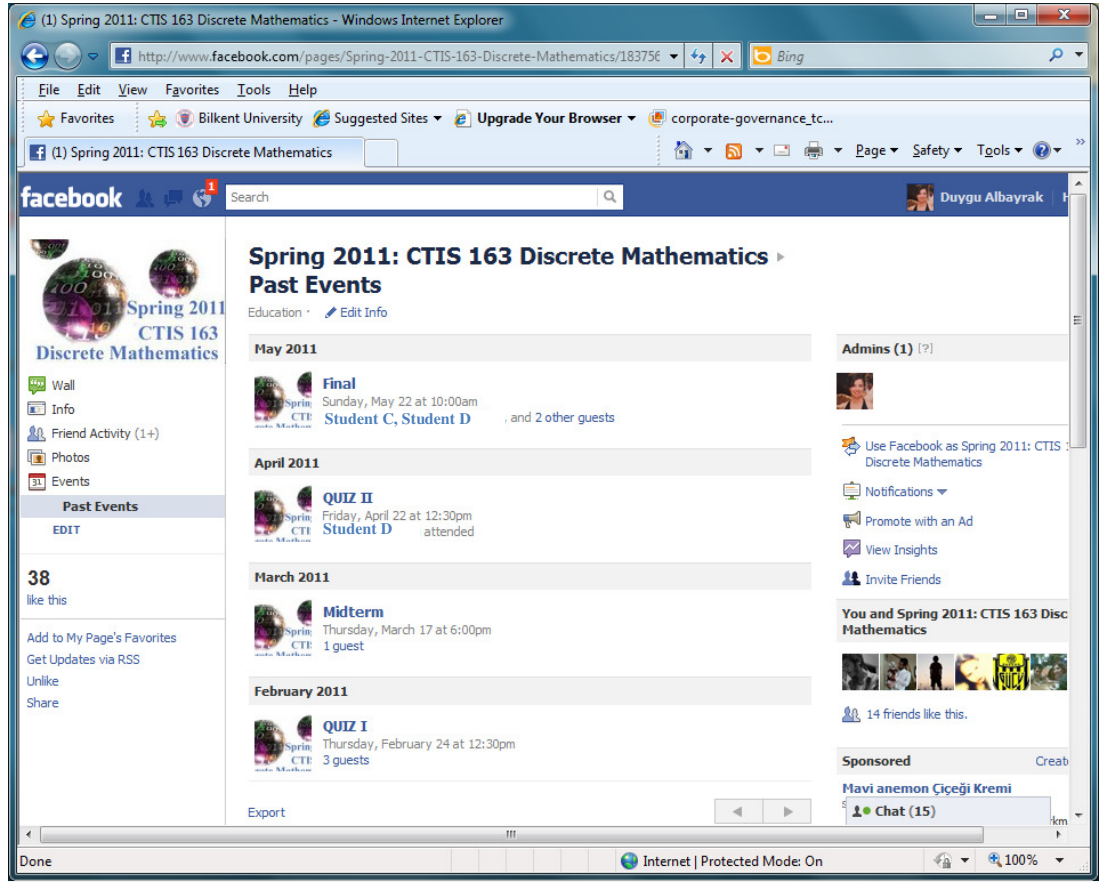 (1) Spring 2011: CTIS 163 Discrete Mathematics - Windows Internet Explorer
http://www.facebook.com/pages/Spring-2011-CTIS-163-Discrete-Mathematics/183756
Bing
File Edit View Favorites Tools Help
Favorites Bilkent University Suggested Sites Upgrade Your Browser corporate-governance_tc...
(1) Spring 2011: CTIS 163 Discrete Mathematics
Page Safety Tools
facebook
1
Search
Duygu Albayrak
Spring 2011
CTIS 163
Discrete Mathematics
Wall
Info
Friend Activity (1+)
Photos
31 Events
Past Events
EDIT
38
like this
Add to My Page's Favorites
Get Updates via RSS
Unlike
Share
Spring 2011: CTIS 163 Discrete Mathematics
Past Events
Education · Edit Info
May 2011
Final
Sunday, May 22 at 10:00am
Student C, Student D , and 2 other guests
April 2011
QUIZ II
Friday, April 22 at 12:30pm
Student D attended
March 2011
Midterm
Thursday, March 17 at 6:00pm
1 guest
February 2011
QUIZ I
Thursday, February 24 at 12:30pm
3 guests
Export
Admins (1) [?]
Use Facebook as Spring 2011: CTIS
Discrete Mathematics
Notifications
Promote with an Ad
View Insights
Invite Friends
You and Spring 2011: CTIS 163 Disc
Mathematics
14 friends like this.
Sponsored Creat
Mavi anemon Çiçeği Kremi
Chat (15)
Done
Internet | Protected Mode: On
100%